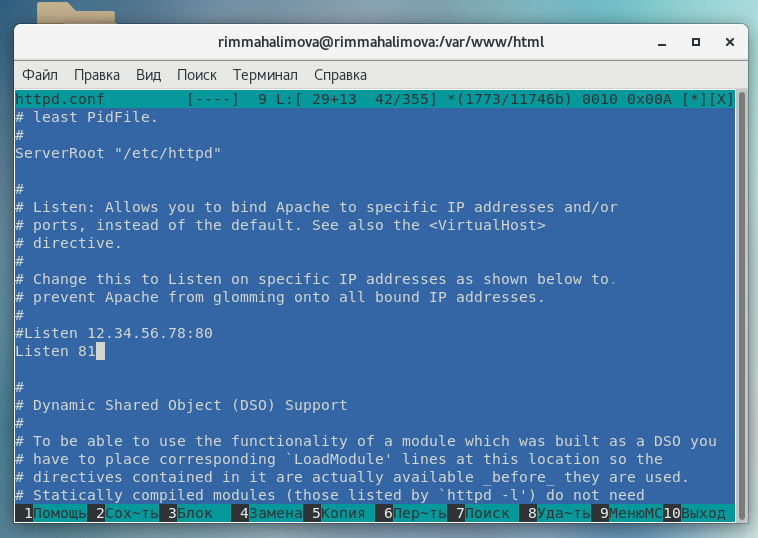 rimmahalimova@rimmahalimova:/var/www/html
Файл Правка Вид Поиск Терминал Справка
httpd.conf [----] 9 L:[ 29+13 42/355] *(1773/11746b) 0010 0x00A [*][X]
# least PidFile.
#
ServerRoot "/etc/httpd"
#
# Listen: Allows you to bind Apache to specific IP addresses and/or
# ports, instead of the default. See also the <VirtualHost>
# directive.
#
# Change this to Listen on specific IP addresses as shown below to.
# prevent Apache from glomming onto all bound IP addresses.
#
#Listen 12.34.56.78:80
Listen 81
#
# Dynamic Shared Object (DSO) Support
#
# To be able to use the functionality of a module which was built as a DSO you
# have to place corresponding `LoadModule' lines at this location so the
# directives contained in it are actually available _before_ they are used.
# Statically compiled modules (those listed by `httpd -l') do not need
1Помощь 2Сох~ть 3Блок 4Замена 5Копия 6Пер~ть 7Поиск 8Уда~ть 9МенюМС 10Выход